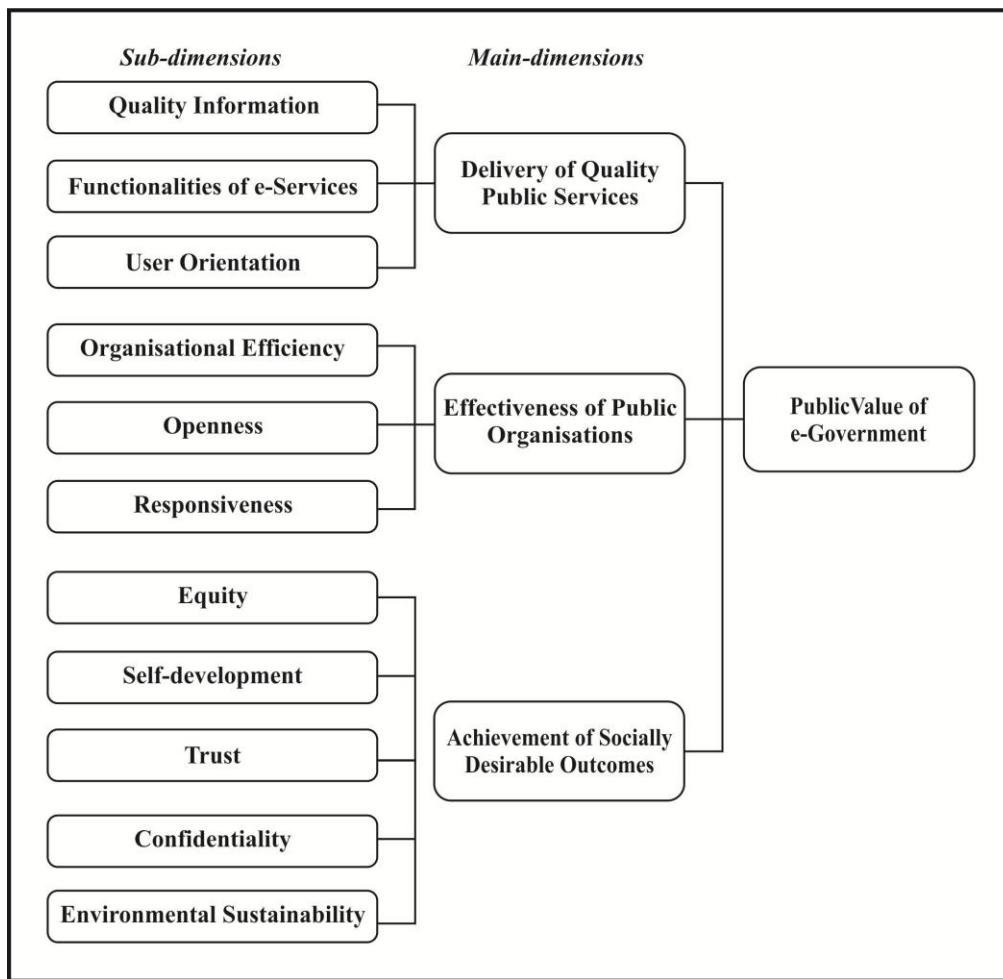 Sub-dimensions
Main-dimensions
Quality Information
Functionalities of e-Services
User Orientation
Delivery of Quality
Public Services
Organisational Efficiency
Openness
Responsiveness
Effectiveness of Public
Organisations
Equity
Self-development
Trust
Confidentiality
Environmental Sustainability
Achievement of Socially
Desirable Outcomes
PublicValue of
e-Government